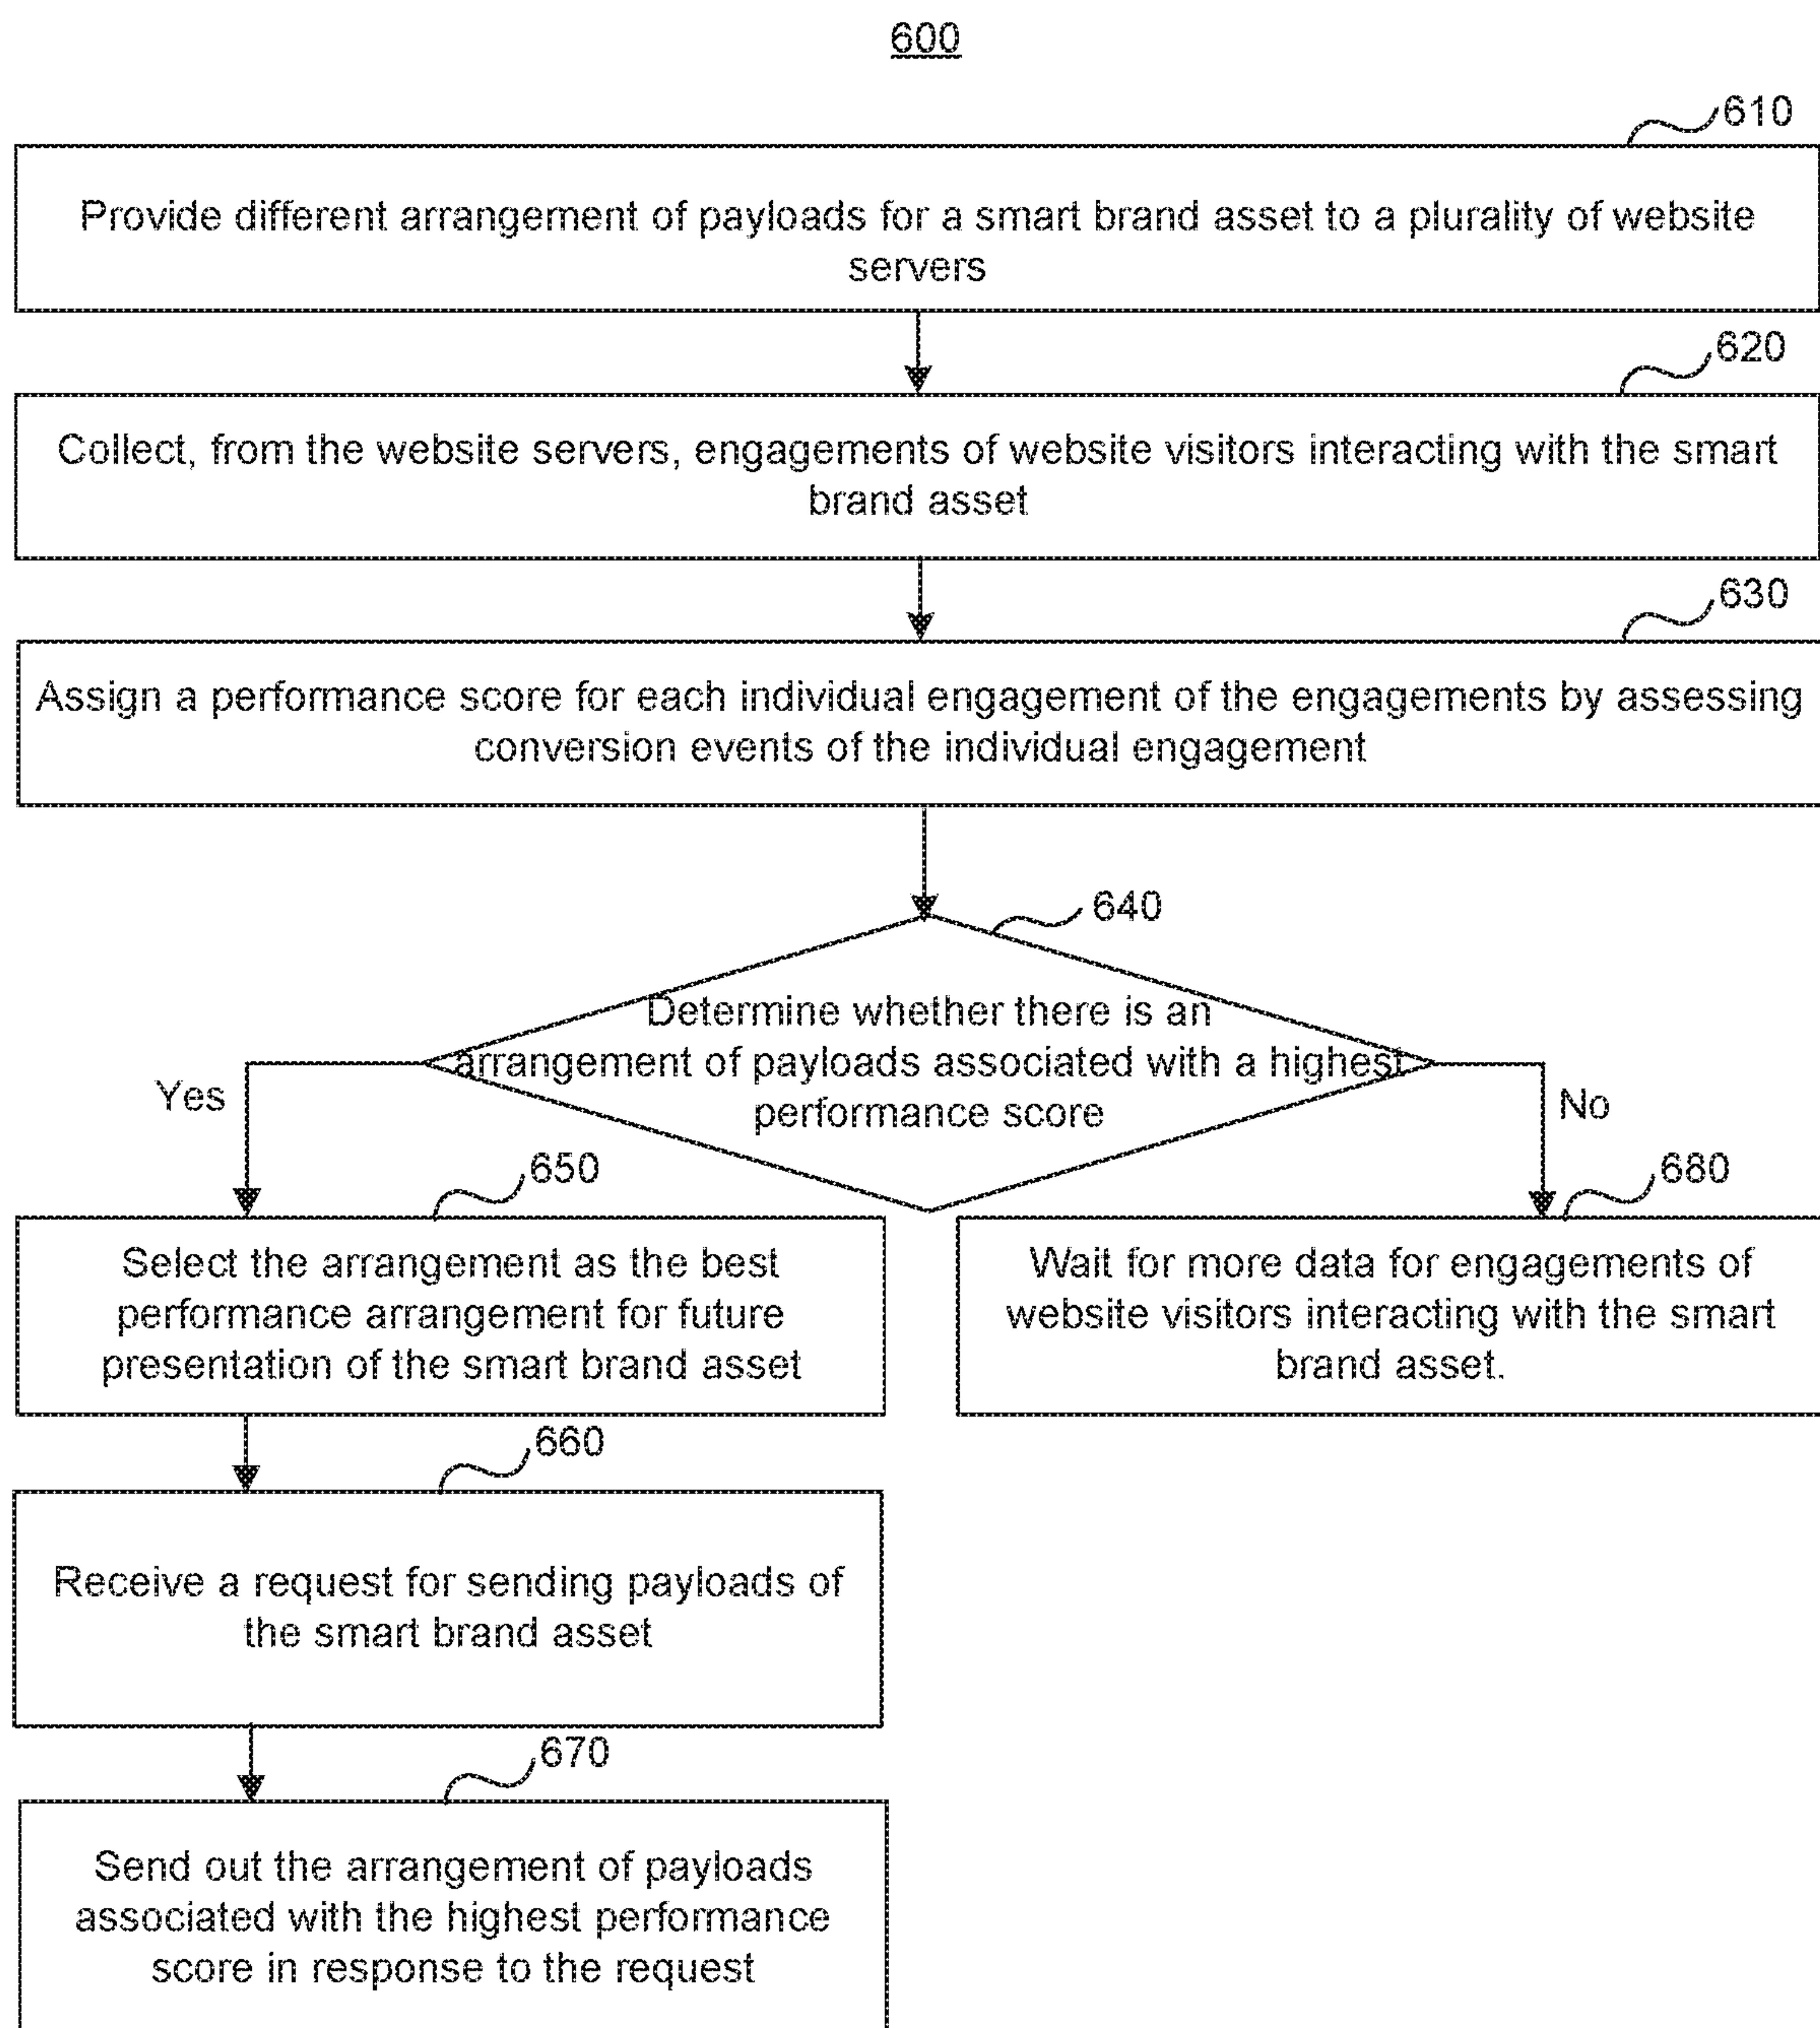 600
610
Provide different arrangement of payloads for a smart brand asset to a plurality of website
servers
620
Collect, from the website servers, engagements of website visitors interacting with the smart
brand asset
630
Assign a performance score for each individual engagement of the engagements by assessing
conversion events of the individual engagement
640
Determine whether there is an
arrangement of payloads associated with a highest
performance score
Yes
No
650
Select the arrangement as the best
performance arrangement for future
presentation of the smart brand asset
680
Wait for more data for engagements of
website visitors interacting with the smart
brand asset.
660
Receive a request for sending payloads of
the smart brand asset
670
Send out the arrangement of payloads
associated with the highest performance
score in response to the request